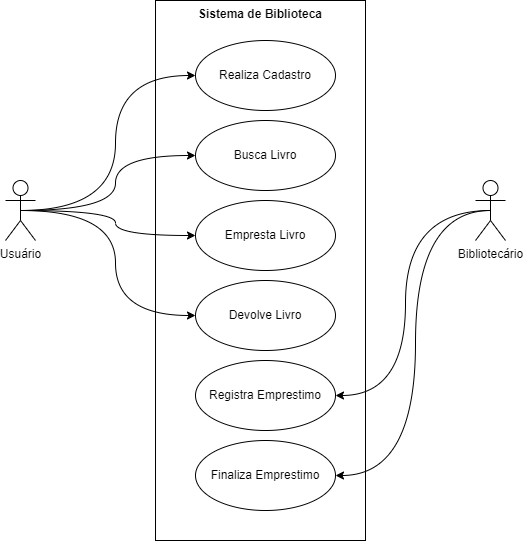 Sistema de Biblioteca
Realiza Cadastro
Busca Livro
Empresta Livro
Usuário
Bibliotecário
Devolve Livro
Registra Emprestimo
Finaliza Emprestimo